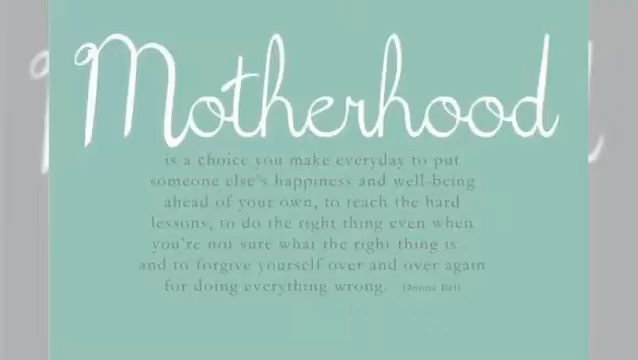 Motherhood
is a choice you make everyday to put
someone else's happiness and well-being
ahead of your own, to teach the hard
lessons, to do the right thing even when
you're not sure what the right thing is...
and to forgive yourself over and over again
for doing everything wrong. Donna Ball